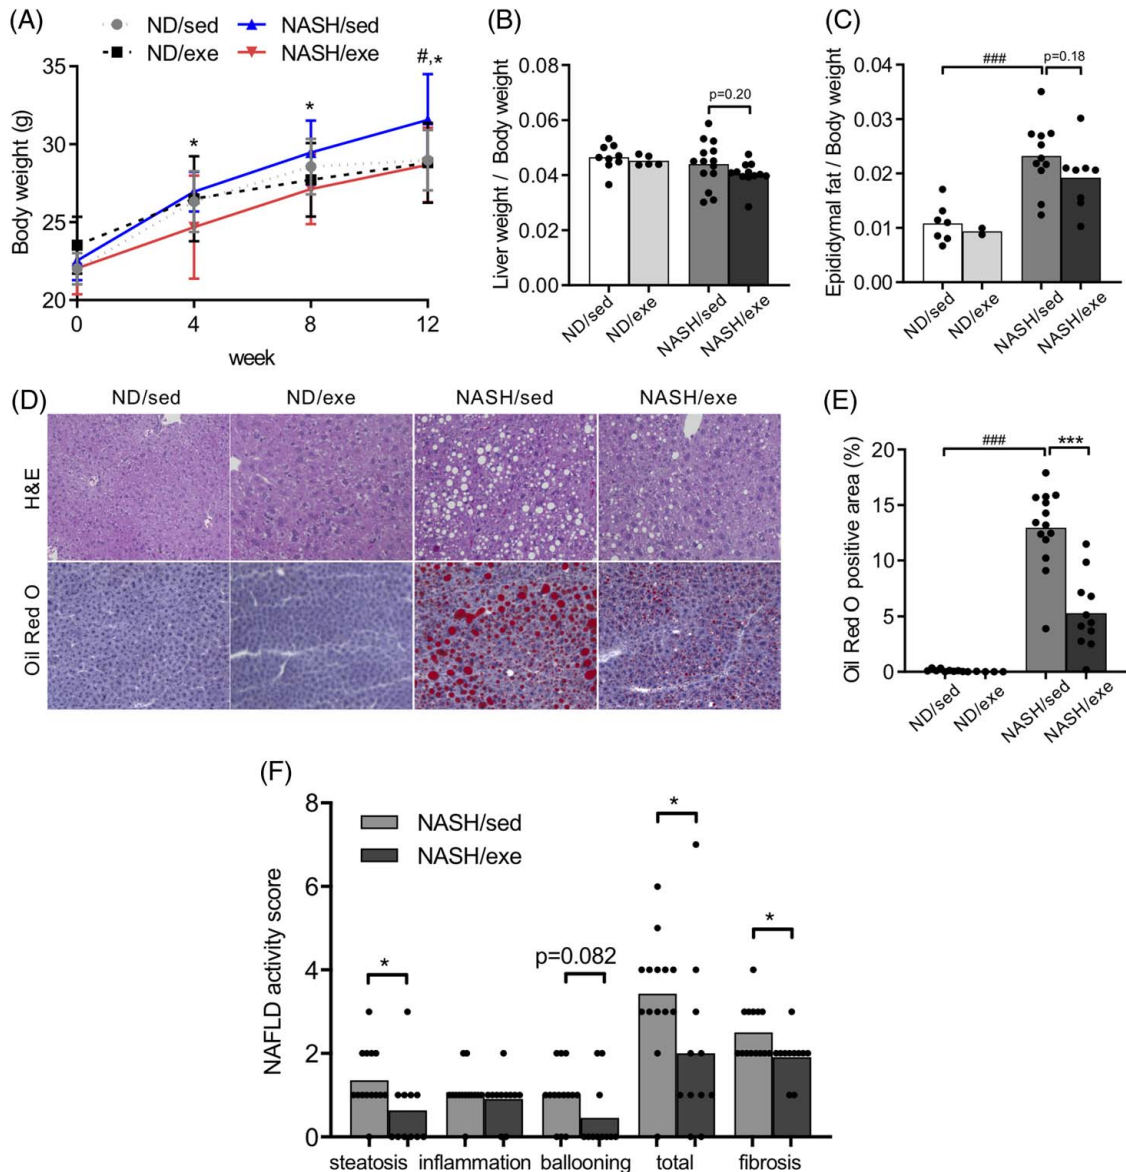 (A)
ND/sed NASH/sed
ND/exe NASH/exe
#,*
*
*
35
30
25
20
Body weight (g)
0 4 8 12
week
(B)
0.08
0.06
0.04
0.02
0.00
Liver weight / Body weight
p=0.20
ND/sed
ND/exe
NASH/sed
NASH/exe
(C)
0.04
0.03
0.02
0.01
0.00
Epididymal fat / Body weight
###
p=0.18
ND/sed
ND/exe
NASH/sed
NASH/exe
(D)
ND/sed ND/exe NASH/sed NASH/exe
H&E
Oil Red O
(E)
20
15
10
5
0
Oil Red O positive area (%)
###
***
ND/sed
ND/exe
NASH/sed
NASH/exe
(F)
8
6
4
2
0
NAFLD activity score
NASH/sed
NASH/exe
*
p=0.082
*
*
steatosis inflammation ballooning total fibrosis